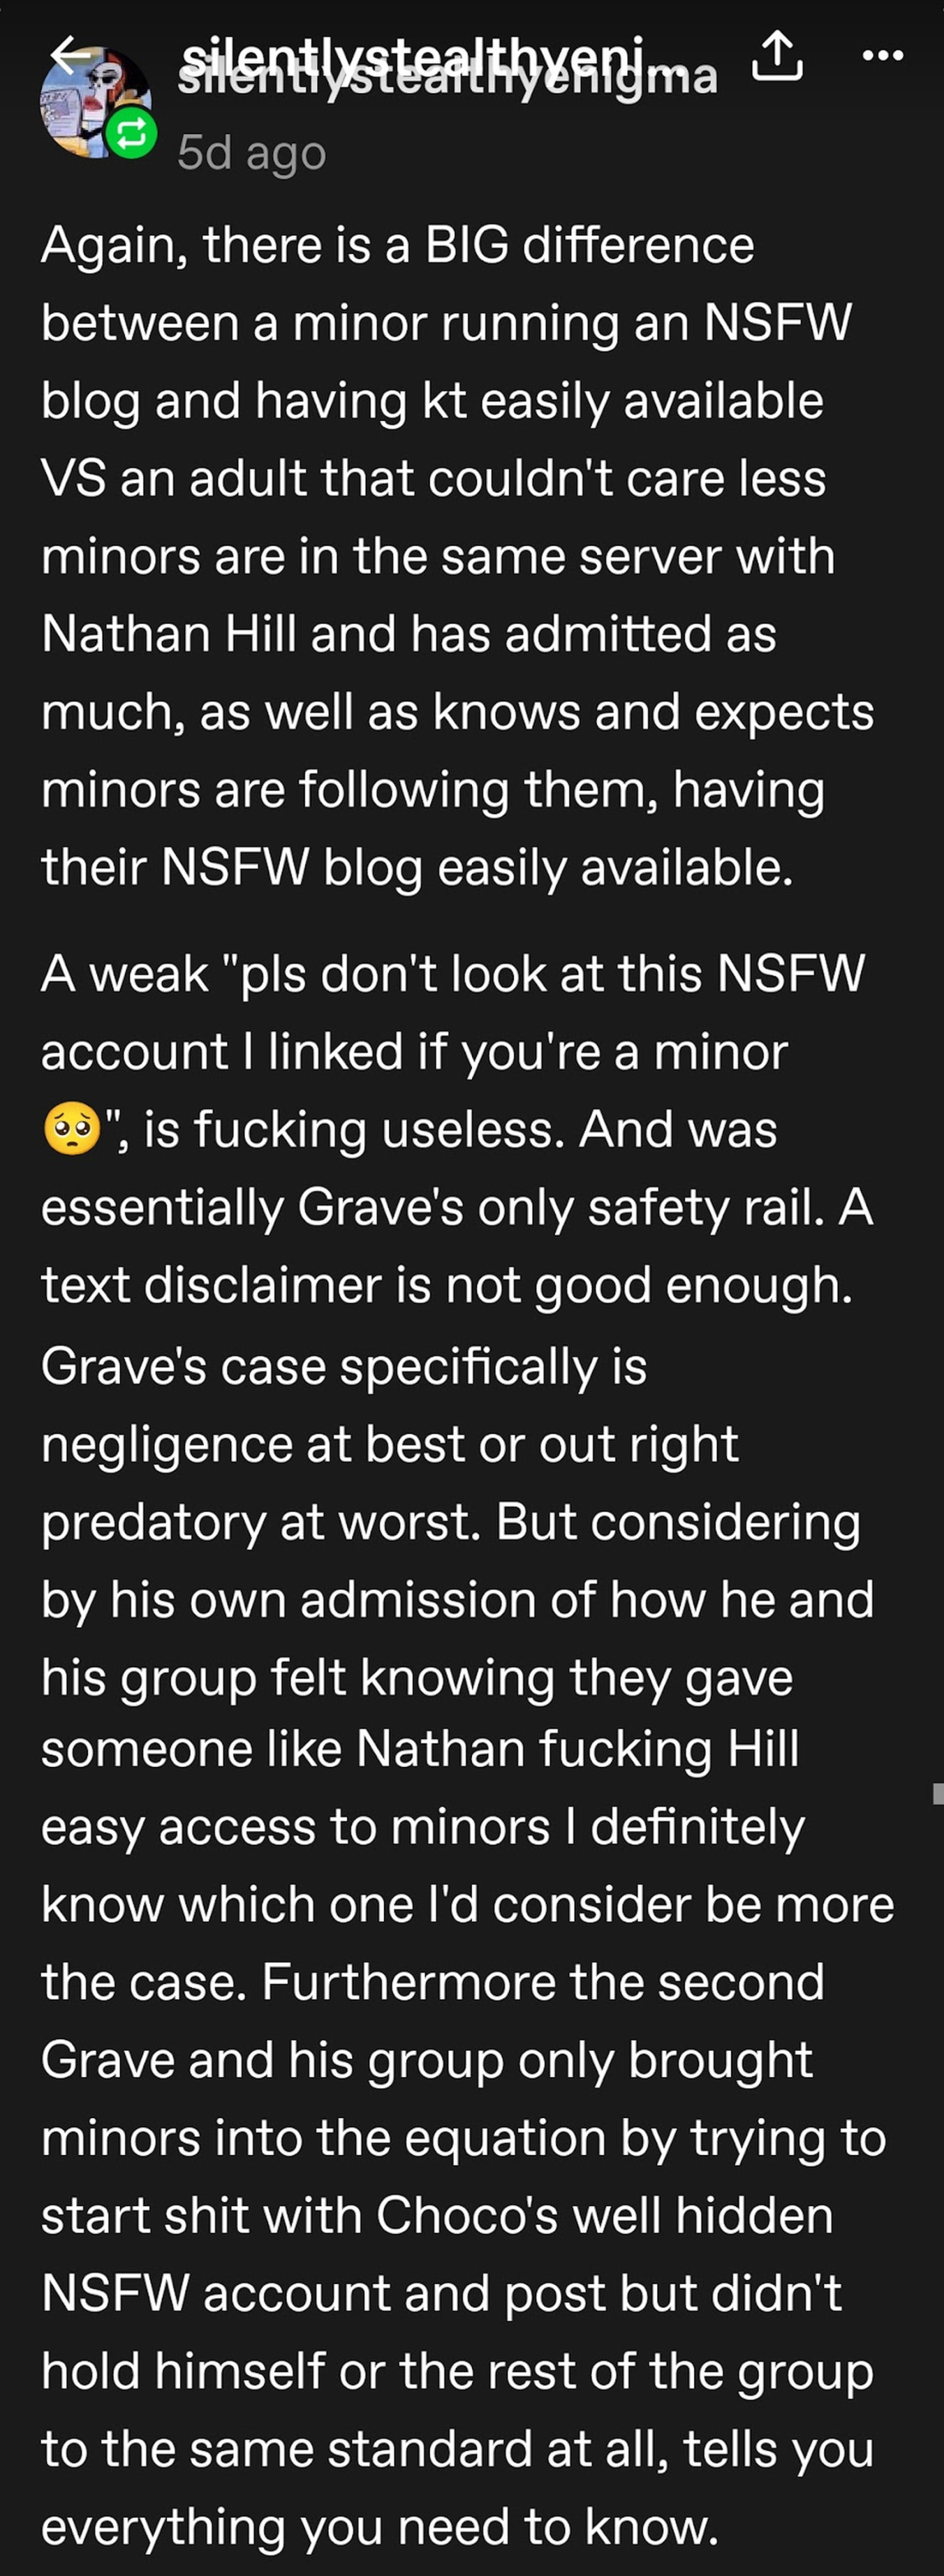 silentlystealthyeni...
silentlystealthyenigma
5d ago
Again, there is a BIG difference
between a minor running an NSFW
blog and having kt easily available
VS an adult that couldn't care less
minors are in the same server with
Nathan Hill and has admitted as
much, as well as knows and expects
minors are following them, having
their NSFW blog easily available.
A weak "pls don't look at this NSFW
account I linked if you're a minor
🥺", is fucking useless. And was
essentially Grave's only safety rail. A
text disclaimer is not good enough.
Grave's case specifically is
negligence at best or out right
predatory at worst. But considering
by his own admission of how he and
his group felt knowing they gave
someone like Nathan fucking Hill
easy access to minors I definitely
know which one I'd consider be more
the case. Furthermore the second
Grave and his group only brought
minors into the equation by trying to
start shit with Choco's well hidden
NSFW account and post but didn't
hold himself or the rest of the group
to the same standard at all, tells you
everything you need to know.